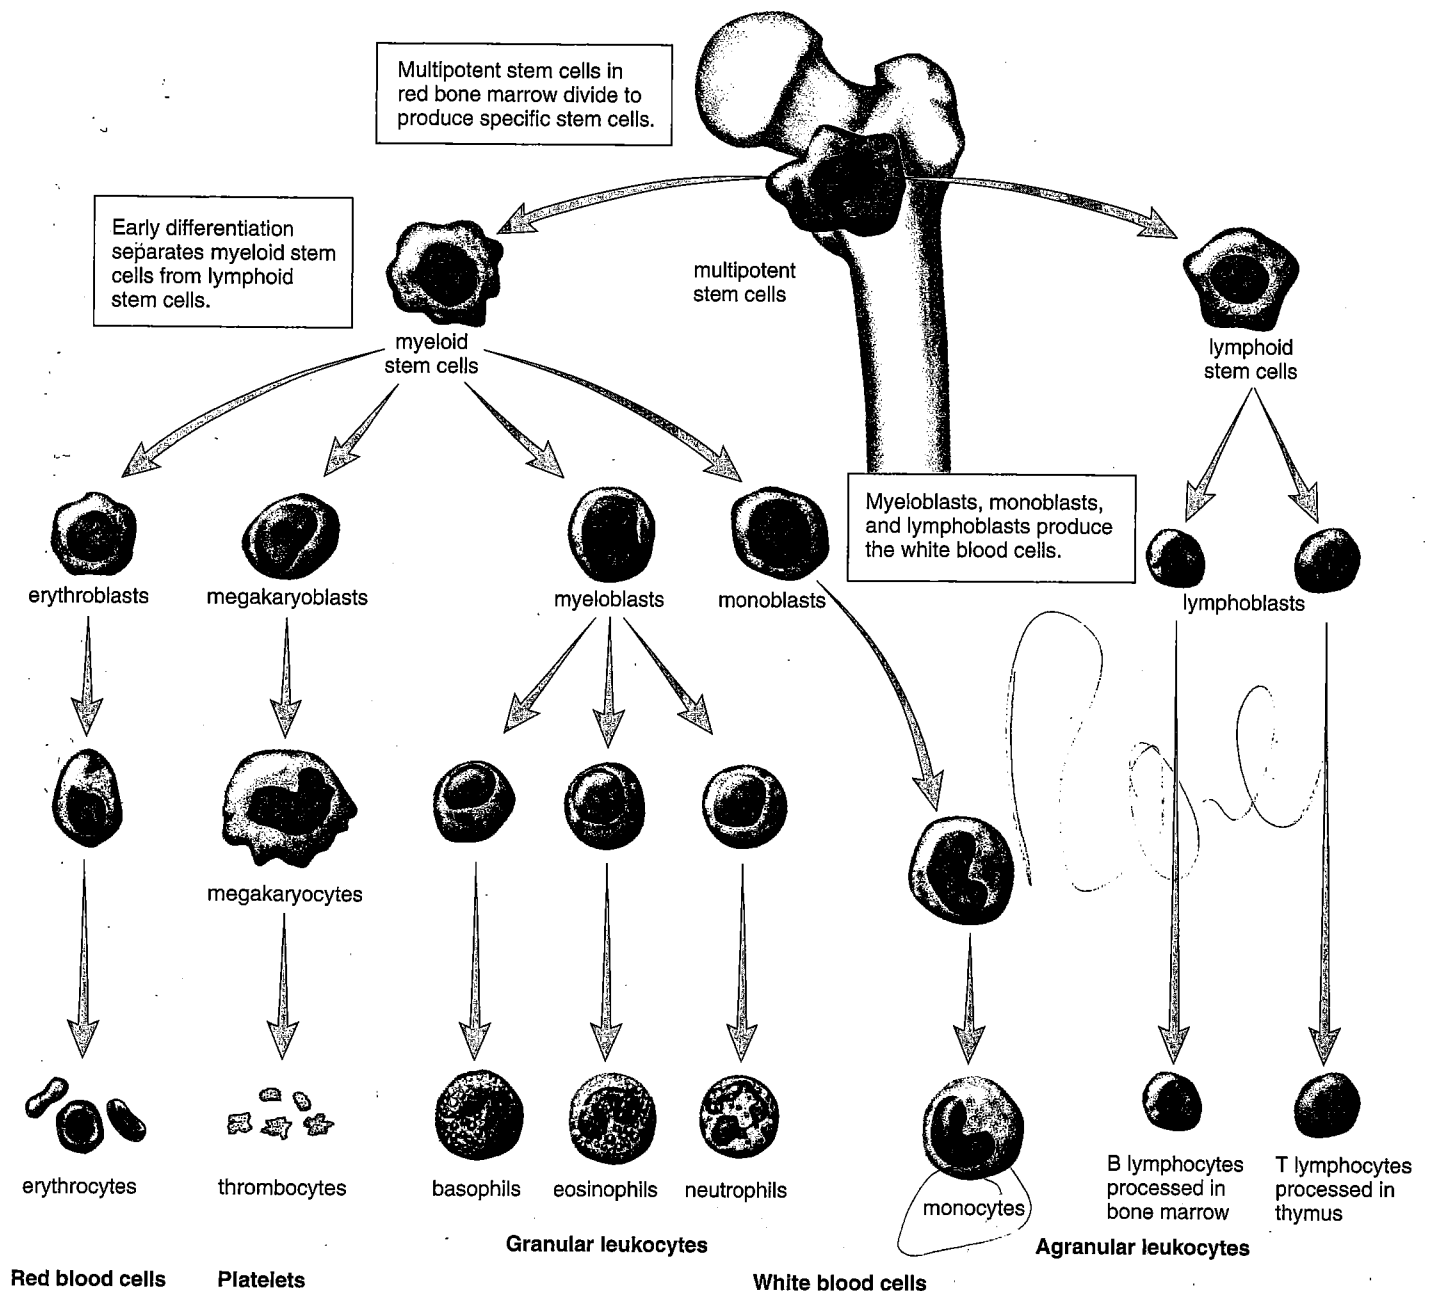 Multipotent stem cells in
red bone marrow divide to
produce specific stem cells.
Early differentiation
separates myeloid stem
cells from lymphoid
stem cells.
multipotent
stem cells
myeloid
stem cells
lymphoid
stem cells
Myeloblasts, monoblasts,
and lymphoblasts produce
the white blood cells.
erythroblasts
megakaryoblasts
myeloblasts
monoblasts
lymphoblasts
megakaryocytes
erythrocytes
thrombocytes
basophils
eosinophils
neutrophils
monocytes
B lymphocytes
processed in
bone marrow
T lymphocytes
processed in
thymus
Granular leukocytes
Agranular leukocytes
Red blood cells
Platelets
White blood cells